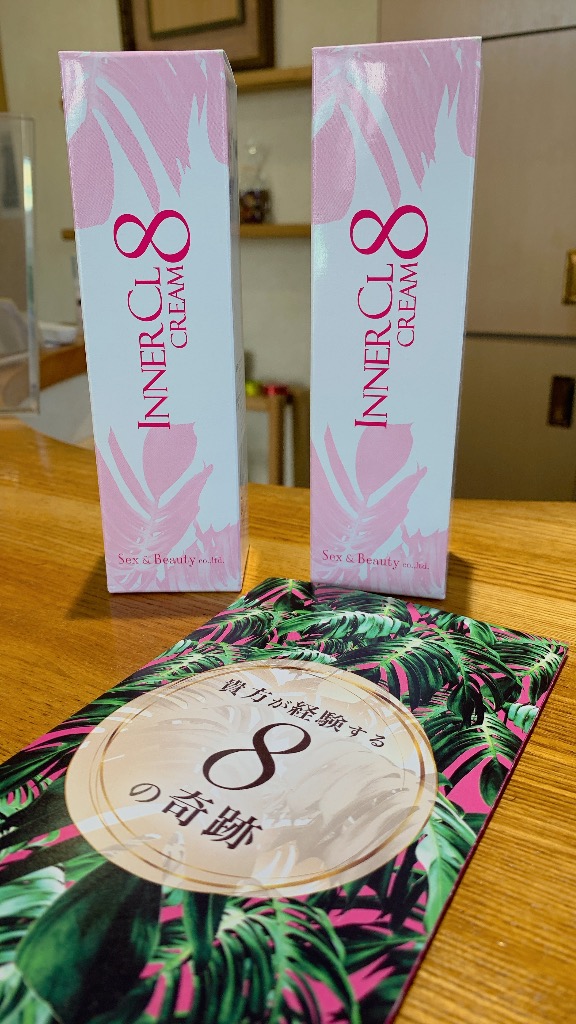 INNER CL 8
CREAM
Sex & Beauty co.,ltd.
INNER CL 8
CREAM
Sex & Beauty co.,ltd.
貴方が経験する
8
の奇跡